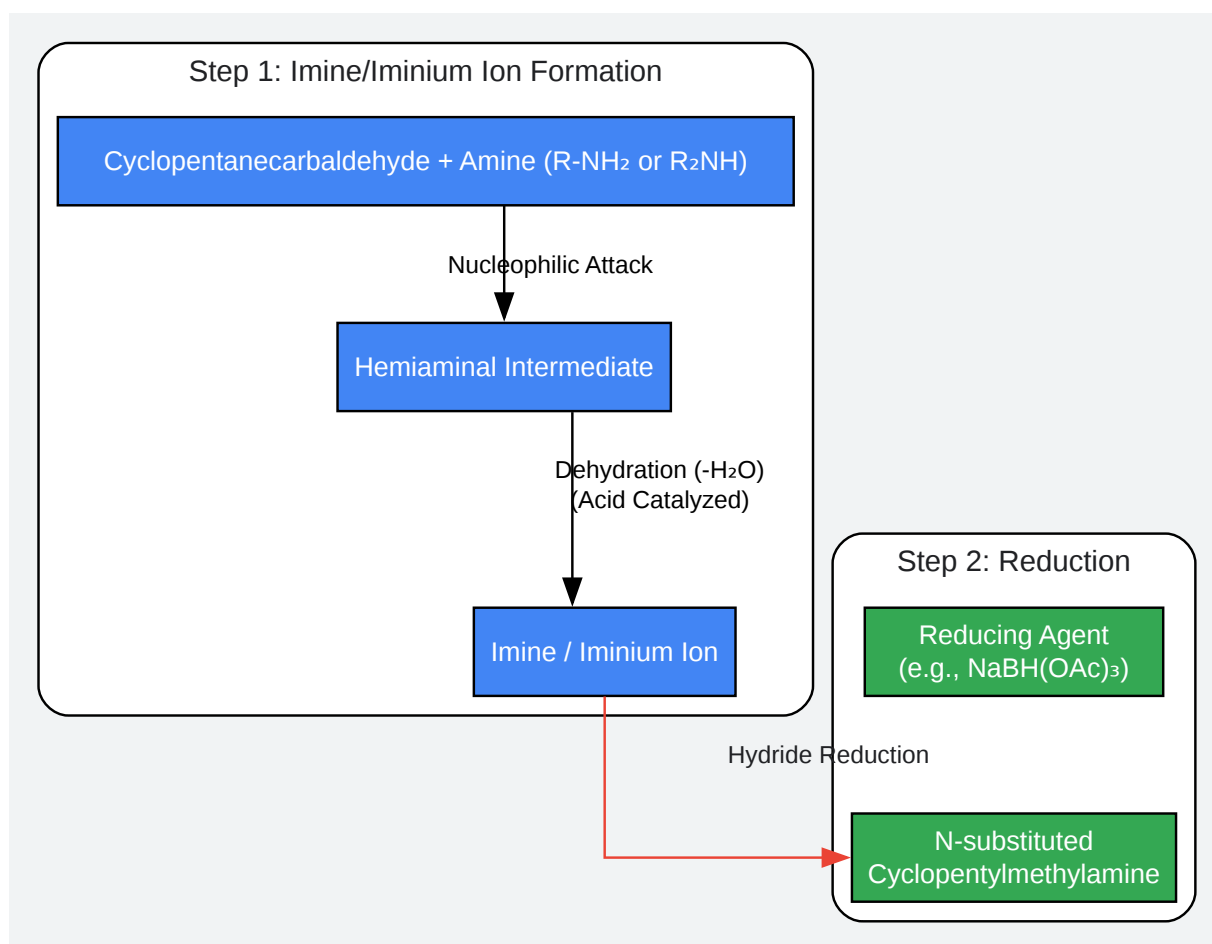 Step 1: Imine/Iminium Ion Formation
Cyclopentanecarbaldehyde + Amine (R-NH₂ or R₂NH)
Nucleophilic Attack
Hemiaminal Intermediate
Dehydration (-H₂O)
(Acid Catalyzed)
Imine / Iminium Ion
Step 2: Reduction
Reducing Agent
(e.g., NaBH(OAc)₃)
Hydride Reduction
N-substituted
Cyclopentylmethylamine